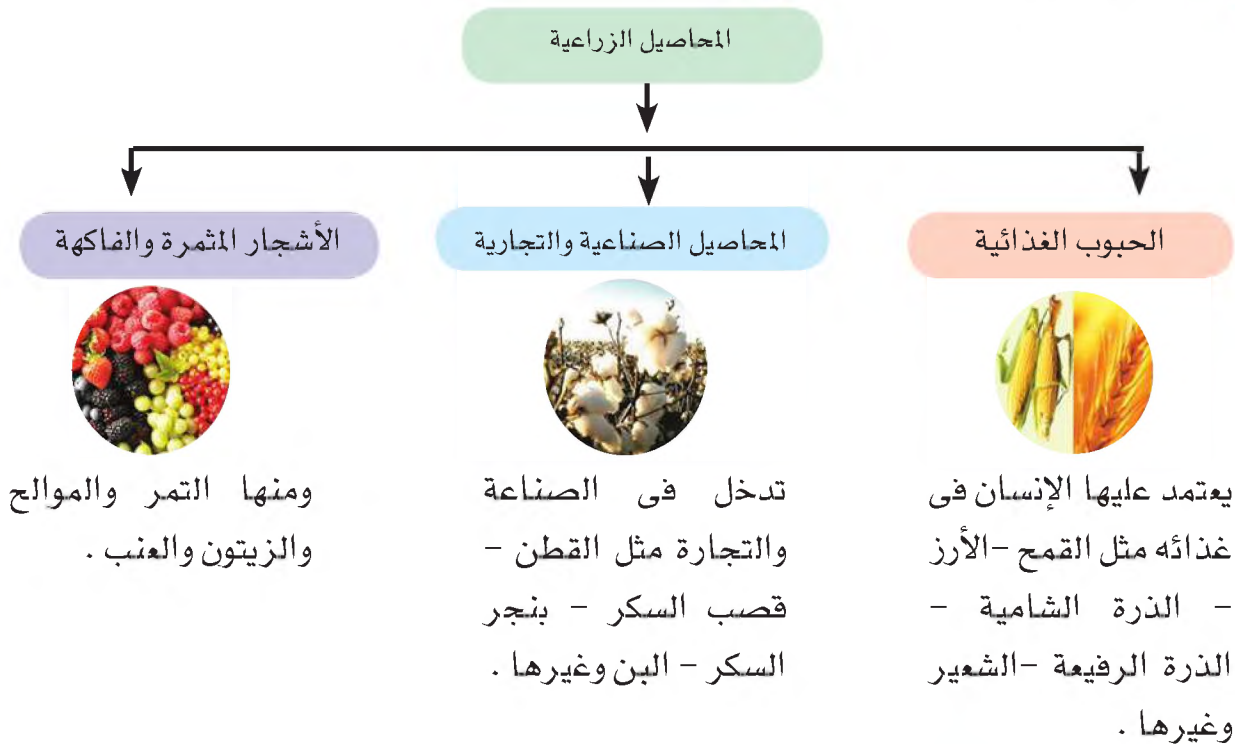 المحاصيل الزراعية
الحبوب الغذائية
يعتمد عليها الإنسان فى
غذائه مثل القمح -الأرز
- الذرة الشامية -
الذرة الرفيعة -الشعير
وغيرها .
المحاصيل الصناعية والتجارية
تدخل فى الصناعة
والتجارة مثل القطن -
قصب السكر - بنجر
السكر - البن وغيرها .
الأشجار المثمرة والفاكهة
ومنها التمر والموالح
والزيتون والعنب .